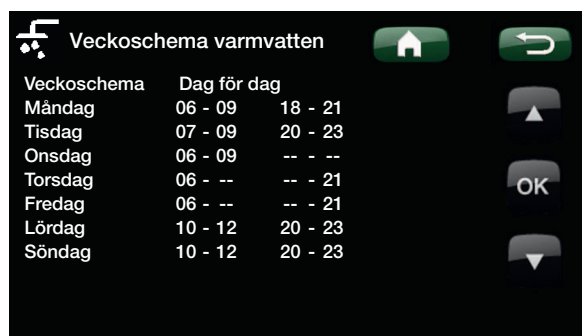 Veckoschema varmvatten
Veckoschema Dag för dag
Måndag 06 - 09 18 - 21
Tisdag 07 - 09 20 - 23
Onsdag 06 - 09 -- - --
Torsdag 06 - -- -- - 21
Fredag 06 - -- -- - 21
Lördag 10 - 12 20 - 23
Söndag 10 - 12 20 - 23
OK